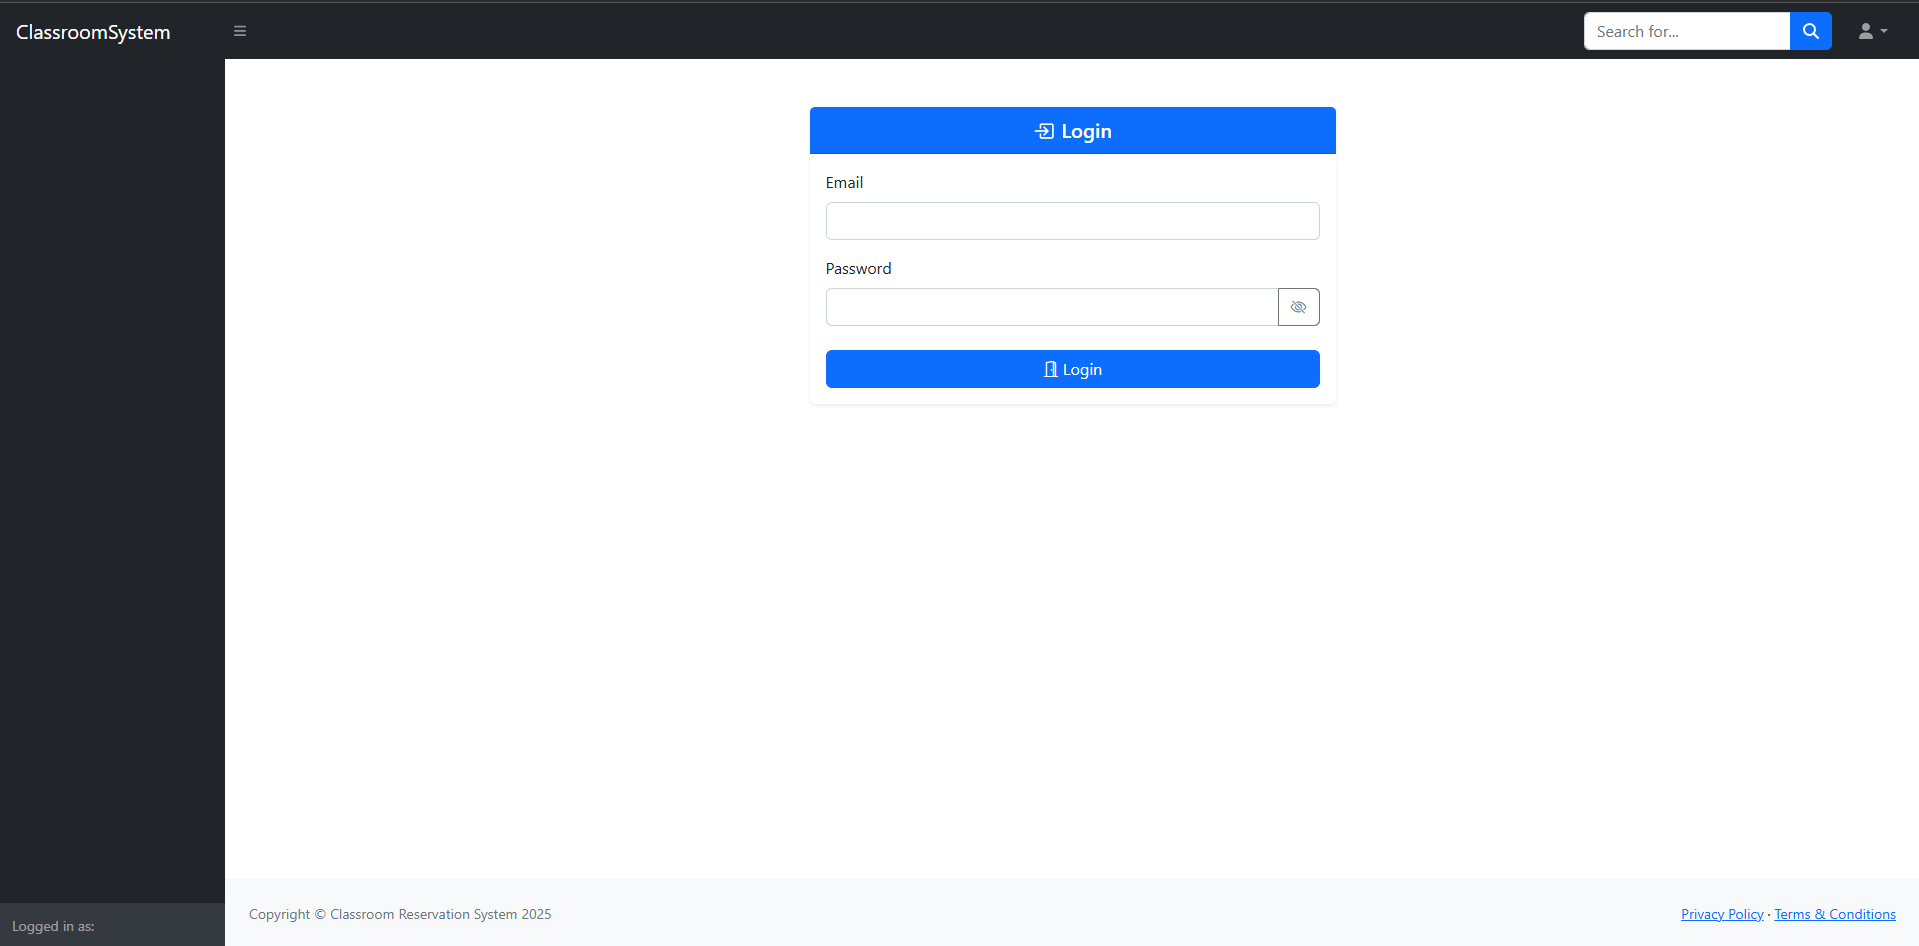 ClassroomSystem
Search for...
Login
Email
Password
Login
Logged in as:
Copyright © Classroom Reservation System 2025
Privacy Policy · Terms & Conditions